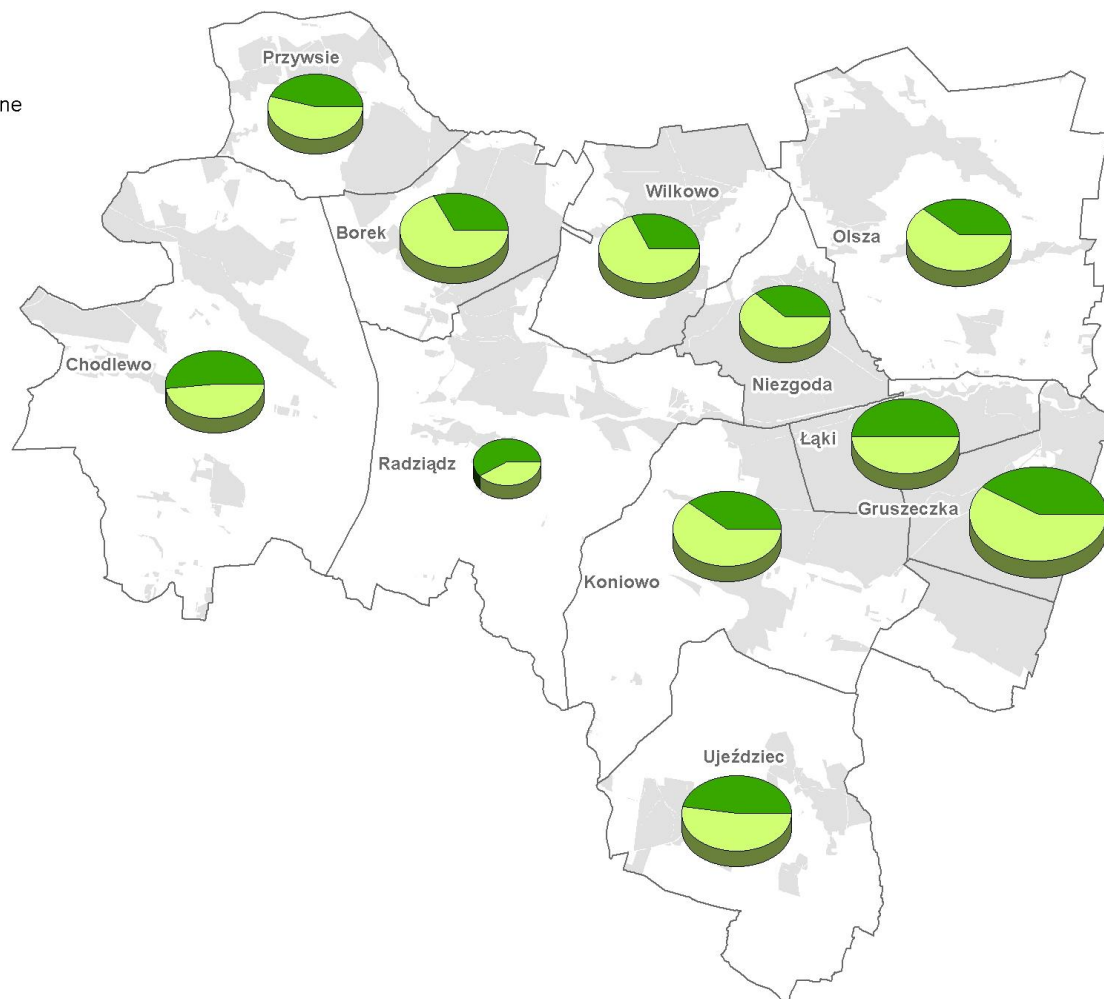 Przywsie
ne
Wilkowo
Borek
Olsza
Chodlewo
Niezgoda
Łąki
Radziądz
Gruszeczka
Koniowo
Ujeździec